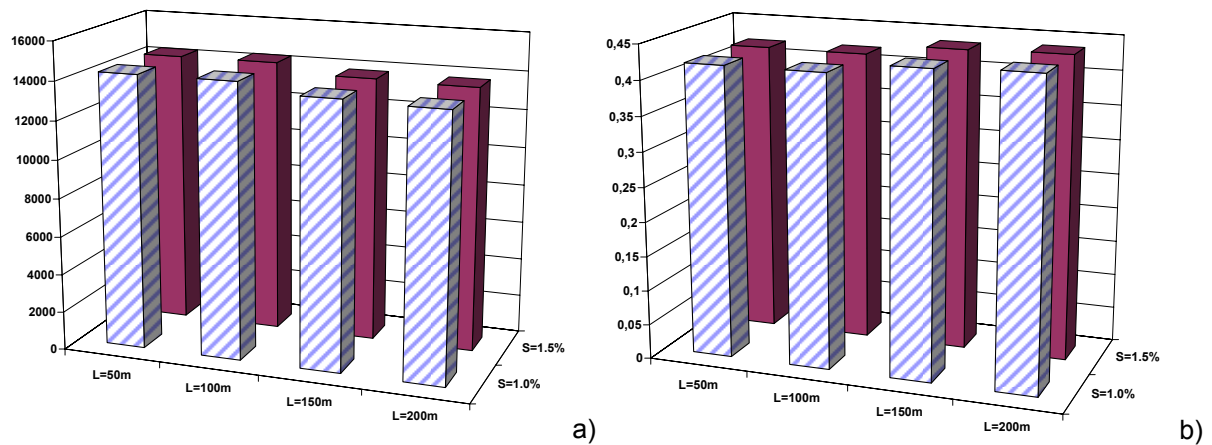 16000
14000
12000
10000
8000
6000
4000
2000
0
L=50m
L=100m
L=150m
L=200m
S=1.0%
S=1.5%
a)
0,45
0,4
0,35
0,3
0,25
0,2
0,15
0,1
0,05
0
L=50m
L=100m
L=150m
L=200m
S=1.0%
S=1.5%
b)